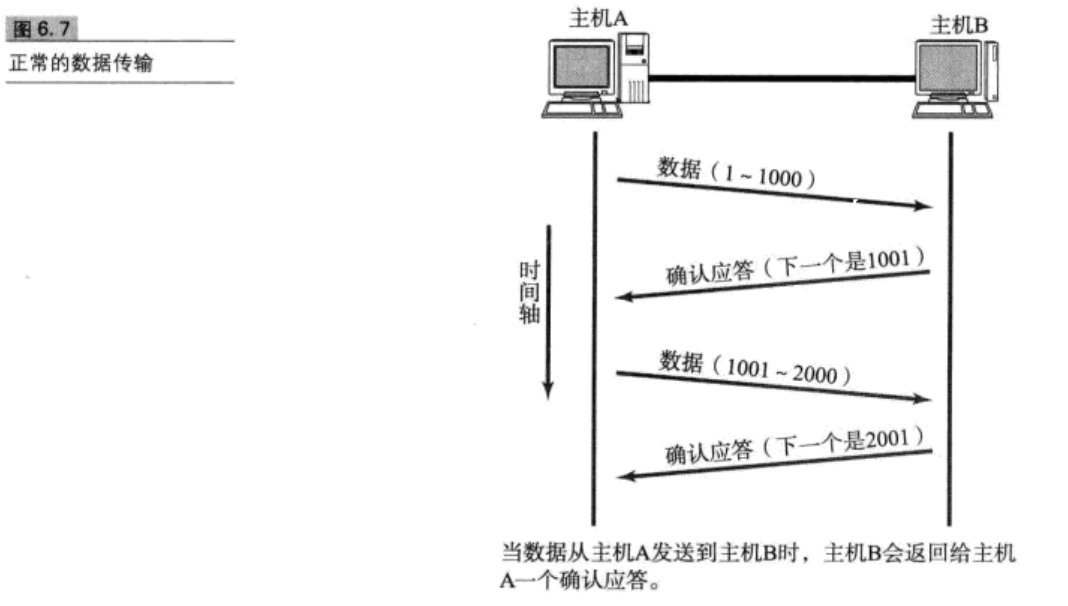 图 6.7
正常的数据传输
主机A
主机B
数据（1~1000）
确认应答（下一个是1001）
时间轴
数据（1001~2000）
确认应答（下一个是2001）
当数据从主机A发送到主机B时，主机B会返回给主机
A一个确认应答。